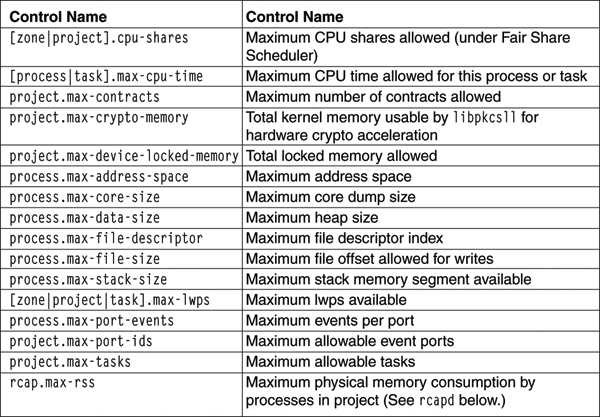 Control Name Control Name
[zone|project].cpu-shares Maximum CPU shares allowed (under Fair Share
Scheduler)
[process|task].max-cpu-time Maximum CPU time allowed for this process or task
project.max-contracts Maximum number of contracts allowed
project.max-crypto-memory Total kernel memory usable by libpkcsll for
hardware crypto acceleration
project.max-device-locked-memory Total locked memory allowed
process.max-address-space Maximum address space
process.max-core-size Maximum core dump size
process.max-data-size Maximum heap size
process.max-file-descriptor Maximum file descriptor index
process.max-file-size Maximum file offset allowed for writes
process.max-stack-size Maximum stack memory segment available
[zone|project|task].max-lwps Maximum lwps available
process.max-port-events Maximum events per port
project.max-port-ids Maximum allowable event ports
project.max-tasks Maximum allowable tasks
rcap.max-rss Maximum physical memory consumption by
processes in project (See rcapd below.)